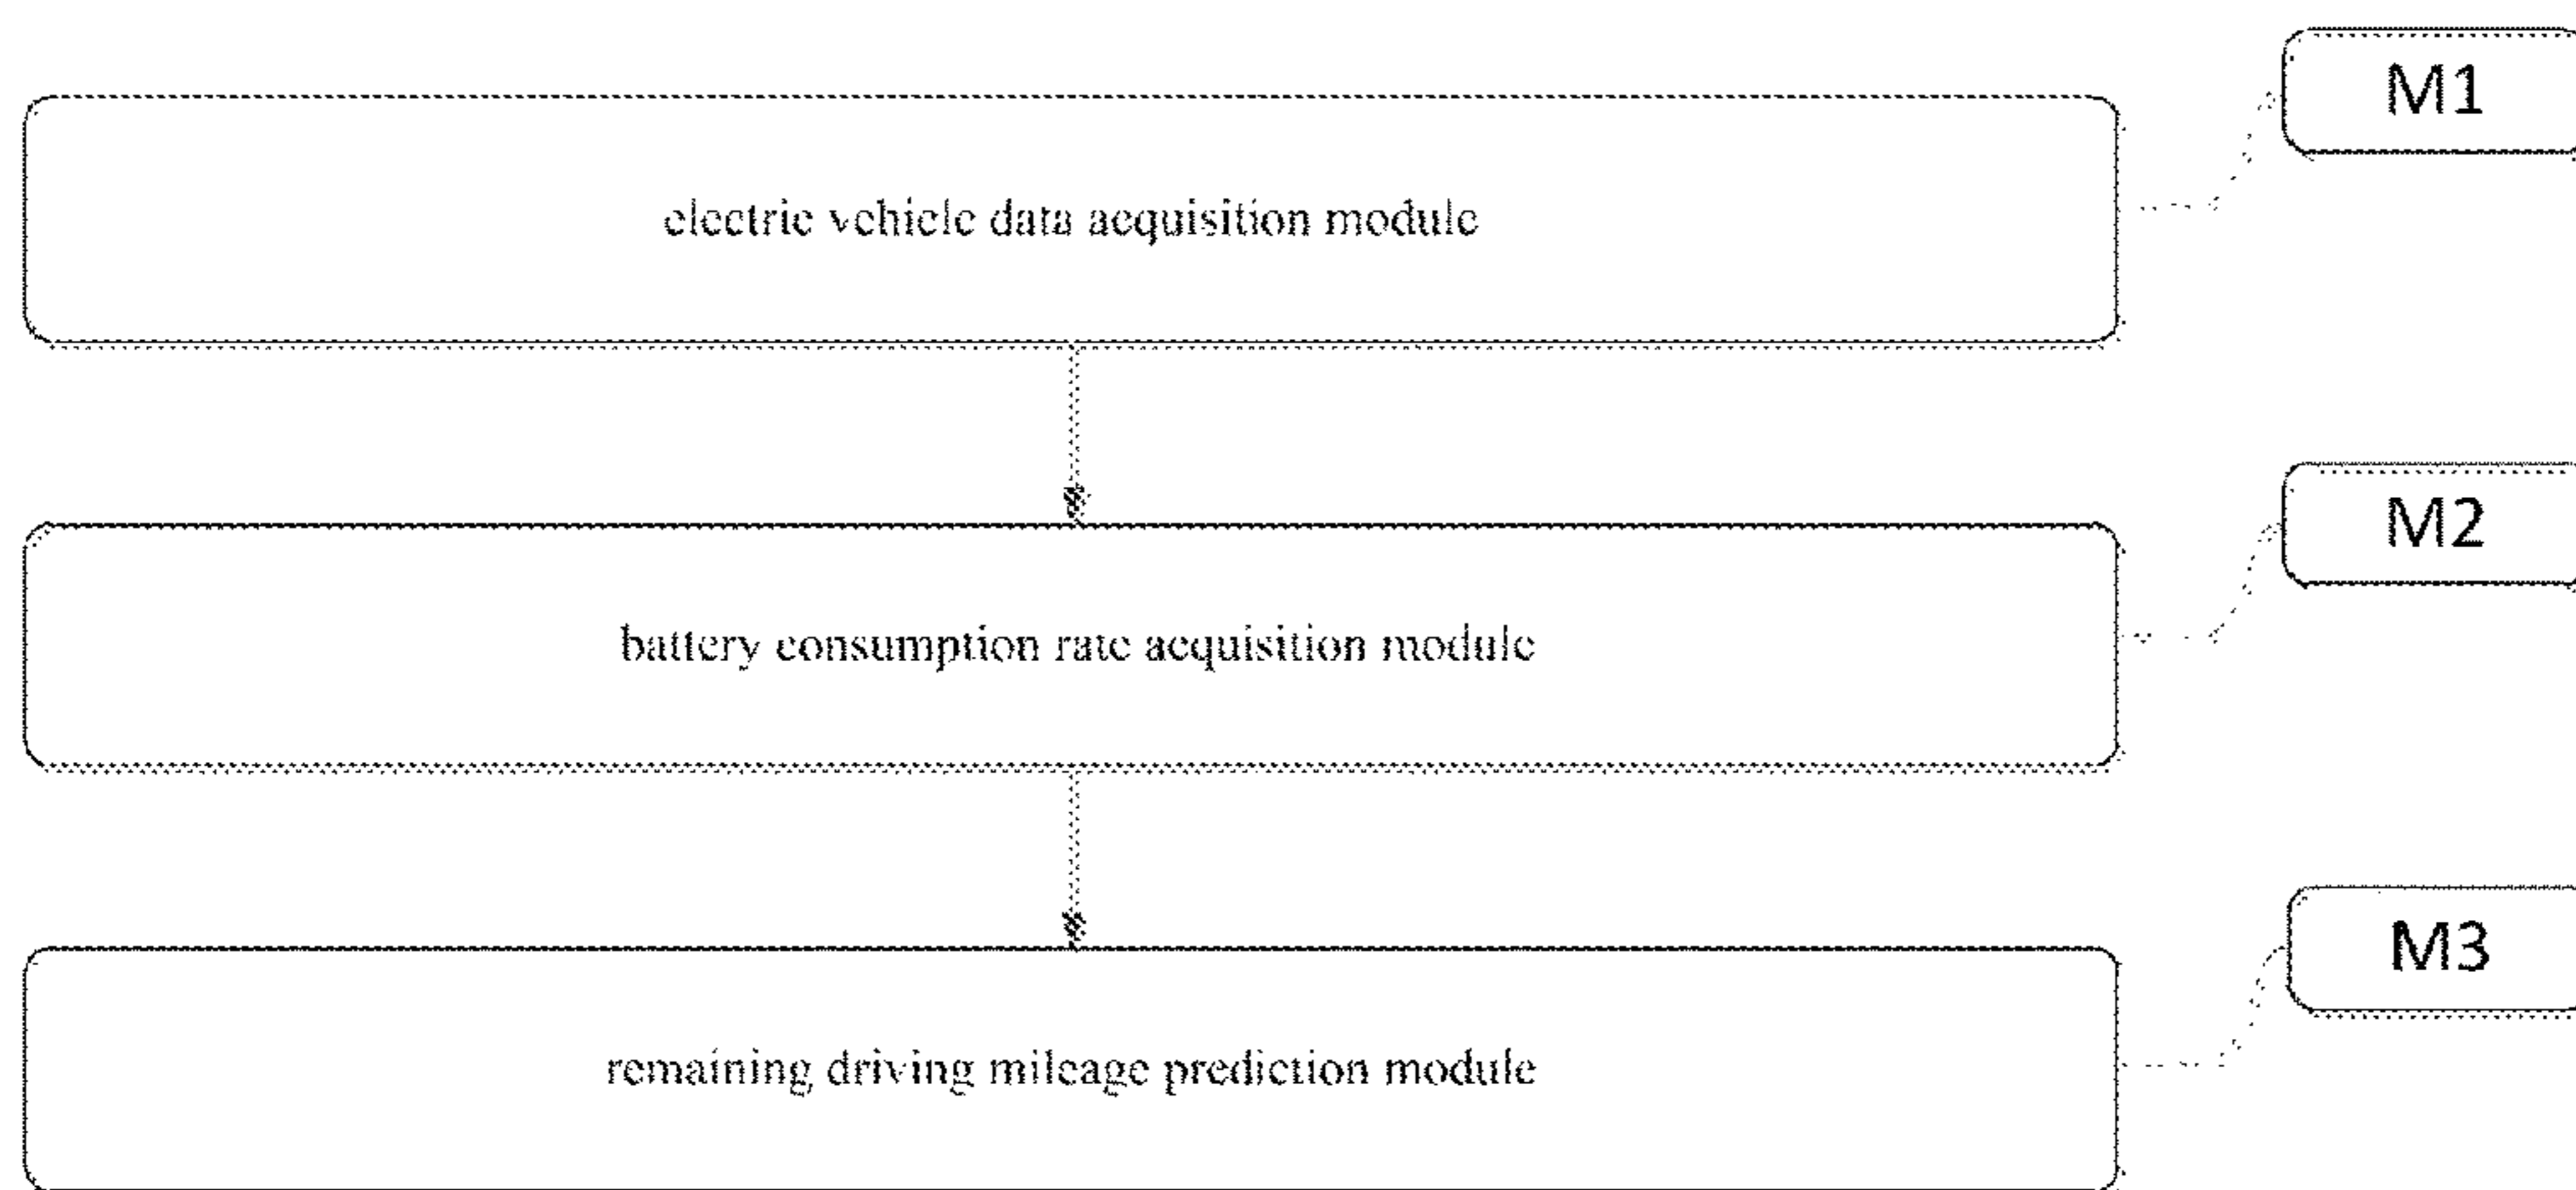 M1
electric vehicle data acquisition module
M2
battery consumption rate acquisition module
M3
remaining driving mileage prediction module